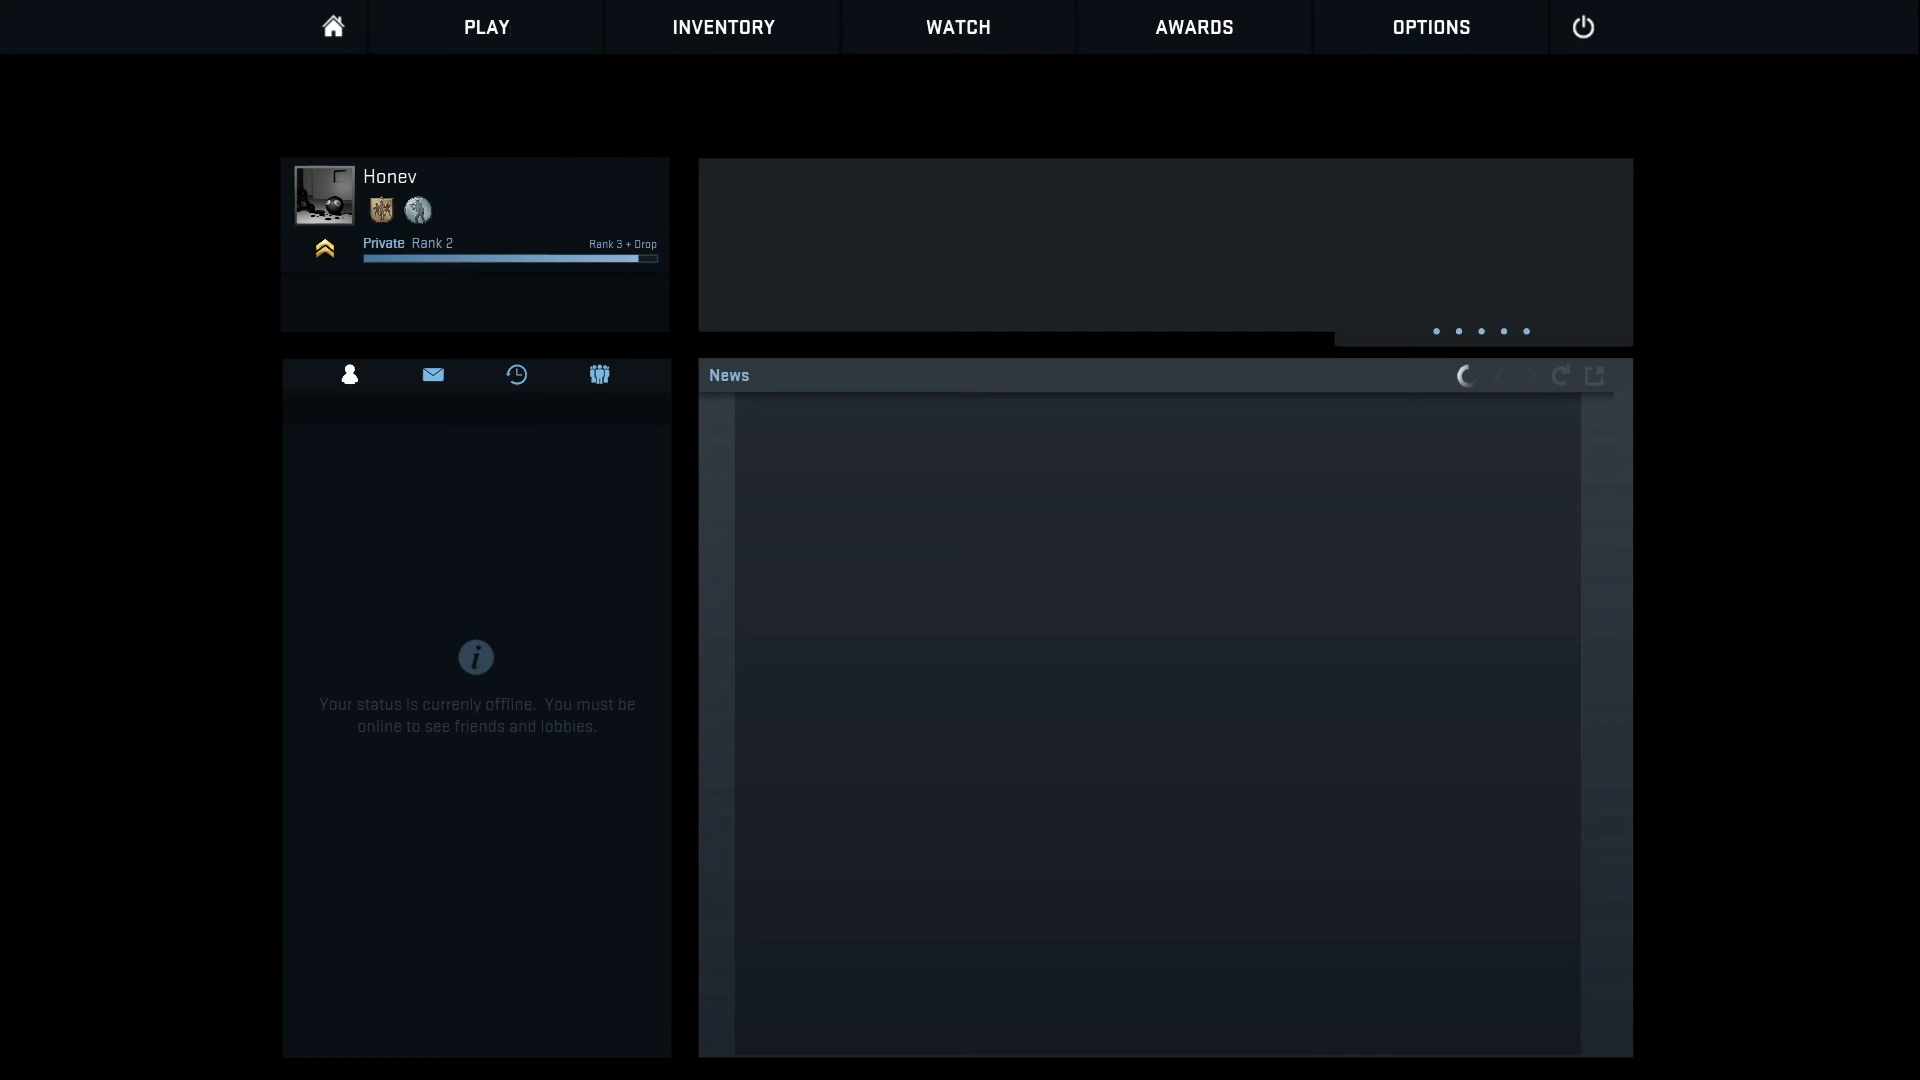 PLAY
INVENTORY
WATCH
AWARDS
OPTIONS
Honev
Private Rank 2
Rank 3 + Drop
News
Your status is currenly offline. You must be
online to see friends and lobbies.